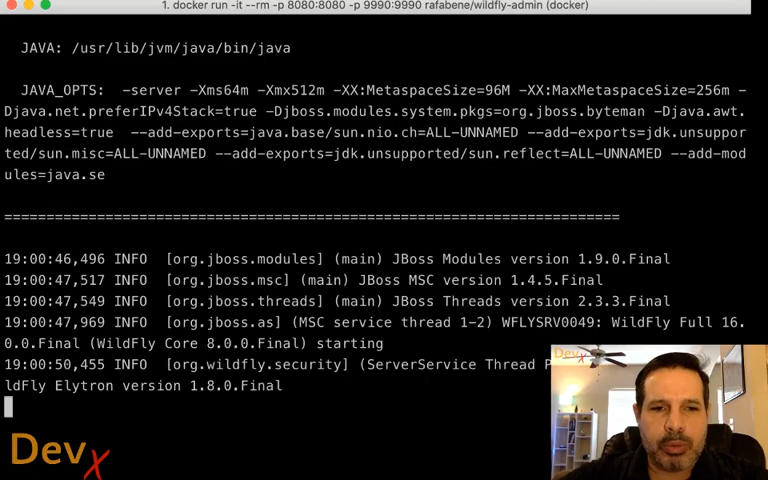 1. docker run -it --rm -p 8080:8080 -p 9990:9990 rafabene/wildfly-admin (docker)
JAVA: /usr/lib/jvm/java/bin/java
JAVA_OPTS:  -server -Xms64m -Xmx512m -XX:MetaspaceSize=96M -XX:MaxMetaspaceSize=256m -
Djava.net.preferIPv4Stack=true -Djboss.modules.system.pkgs=org.jboss.byteman -Djava.awt.
headless=true  --add-exports=java.base/sun.nio.ch=ALL-UNNAMED --add-exports=jdk.unsuppor
ted/sun.misc=ALL-UNNAMED --add-exports=jdk.unsupported/sun.reflect=ALL-UNNAMED --add-mod
ules=java.se
=========================================================================
19:00:46,496 INFO  [org.jboss.modules] (main) JBoss Modules version 1.9.0.Final
19:00:47,517 INFO  [org.jboss.msc] (main) JBoss MSC version 1.4.5.Final
19:00:47,549 INFO  [org.jboss.threads] (main) JBoss Threads version 2.3.3.Final
19:00:47,969 INFO  [org.jboss.as] (MSC service thread 1-2) WFLYSRV0049: WildFly Full 16.
0.0.Final (WildFly Core 8.0.0.Final) starting
19:00:50,455 INFO  [org.wildfly.security] (ServerService Thread P
ldFly Elytron version 1.8.0.Final
Dev x
Dev x